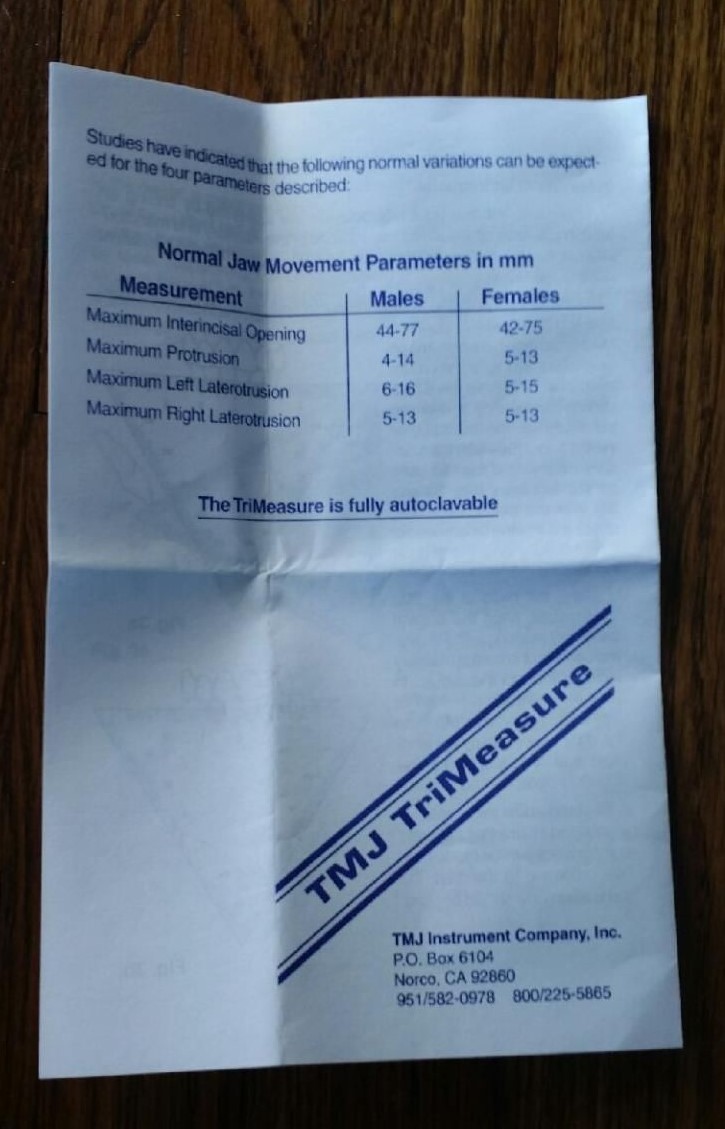 Studies have indicated that the following normal variations can be expect-
ed for the four parameters described:
Normal Jaw Movement Parameters in mm
Measurement Males Females
Maximum Interincisal Opening 44-77 42-75
Maximum Protrusion 4-14 5-13
Maximum Left Laterotrusion 6-16 5-15
Maximum Right Laterotrusion 5-13 5-13
The TriMeasure is fully autoclavable
TMJ TriMeasure
TMJ Instrument Company, Inc.
P.O. Box 6104
Norco, CA 92860
951/582-0978 800/225-5865